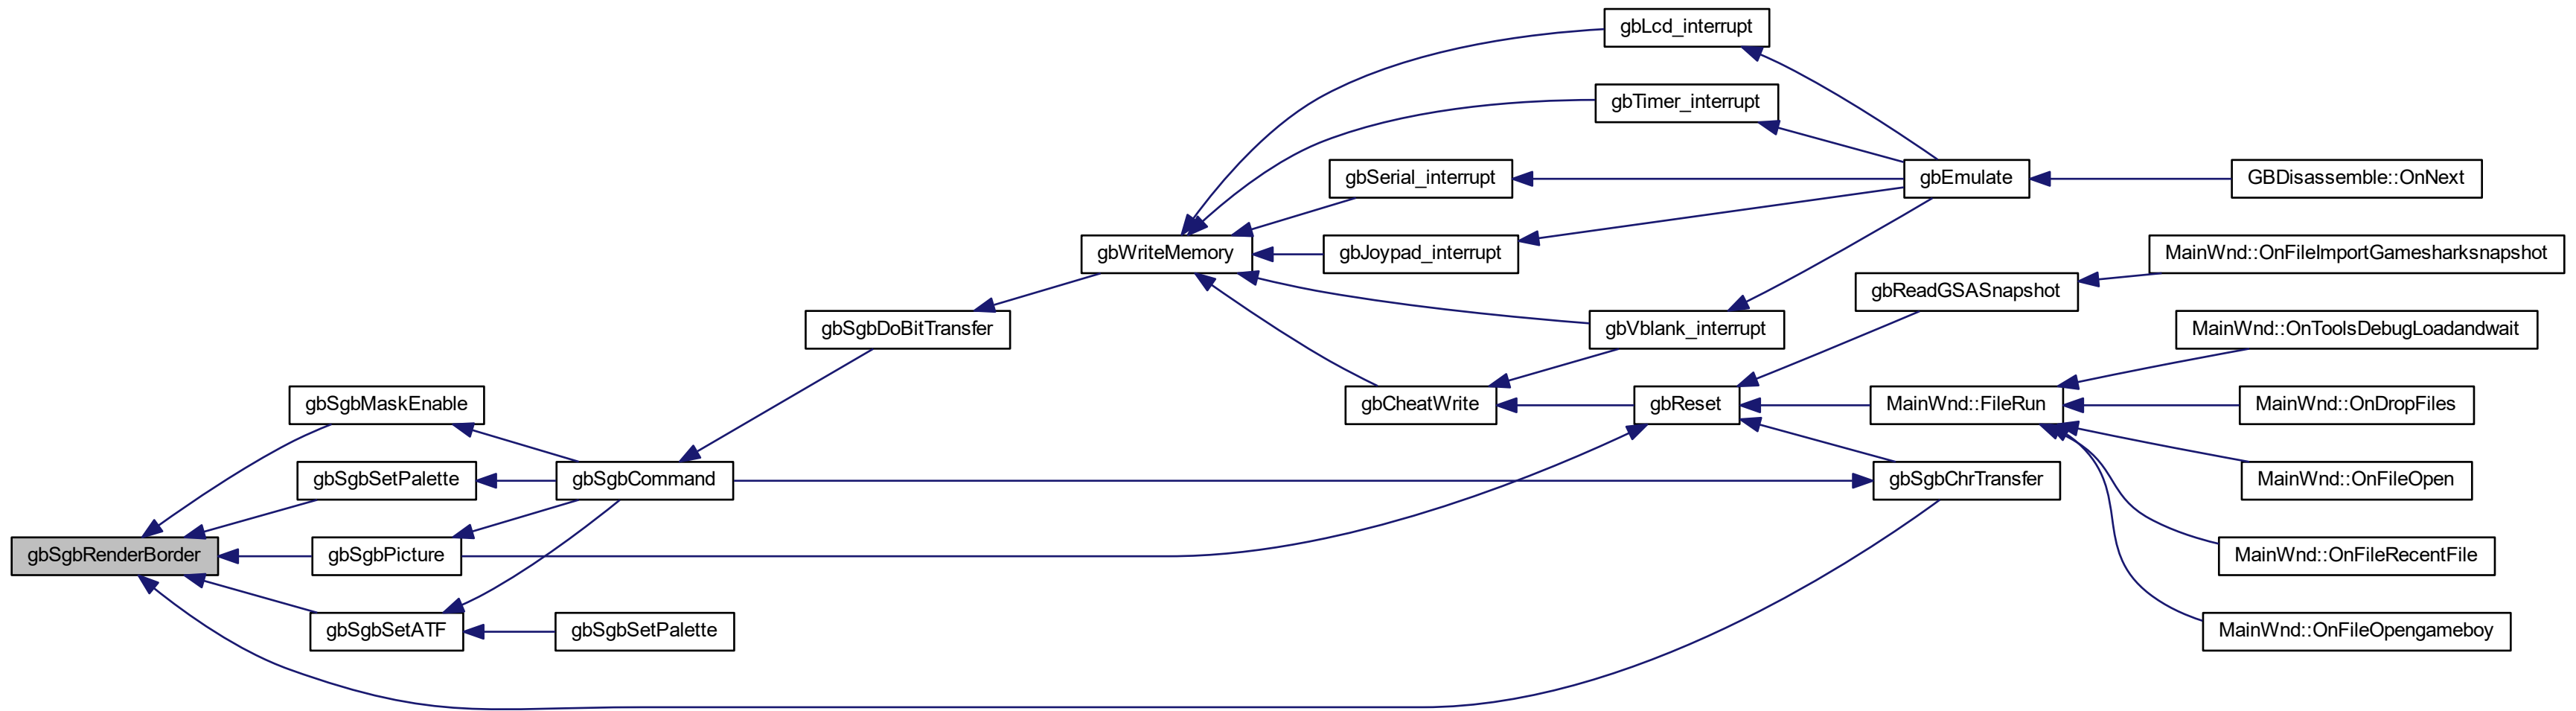 gbLcd_interrupt
gbTimer_interrupt
gbSerial_interrupt
gbEmulate
GBDisassemble::OnNext
gbWriteMemory
gbJoypad_interrupt
MainWnd::OnFileImportGamesharksnapshot
gbReadGSASnapshot
gbSgbDoBitTransfer
gbVblank_interrupt
MainWnd::OnToolsDebugLoadandwait
gbSgbMaskEnable
gbCheatWrite
gbReset
MainWnd::FileRun
MainWnd::OnDropFiles
gbSgbSetPalette
gbSgbCommand
gbSgbChrTransfer
MainWnd::OnFileOpen
gbSgbRenderBorder
gbSgbPicture
MainWnd::OnFileRecentFile
gbSgbSetATF
gbSgbSetPalette
MainWnd::OnFileOpengameboy